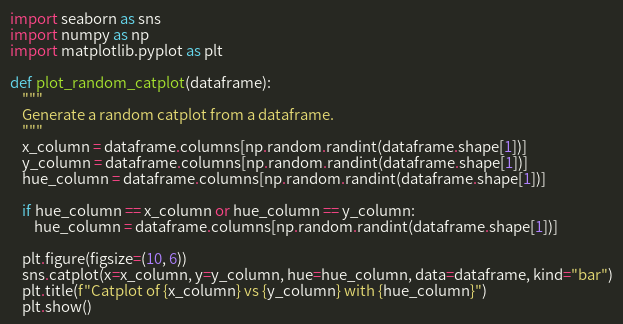 import seaborn as sns
import numpy as np
import matplotlib.pyplot as plt

def plot_random_catplot(dataframe):
    """
    Generate a random catplot from a dataframe.
    """
    x_column = dataframe.columns[np.random.randint(dataframe.shape[1])]
    y_column = dataframe.columns[np.random.randint(dataframe.shape[1])]
    hue_column = dataframe.columns[np.random.randint(dataframe.shape[1])]

    if hue_column == x_column or hue_column == y_column:
        hue_column = dataframe.columns[np.random.randint(dataframe.shape[1])]

    plt.figure(figsize=(10, 6))
    sns.catplot(x=x_column, y=y_column, hue=hue_column, data=dataframe, kind="bar")
    plt.title(f"Catplot of {x_column} vs {y_column} with {hue_column}")
    plt.show()